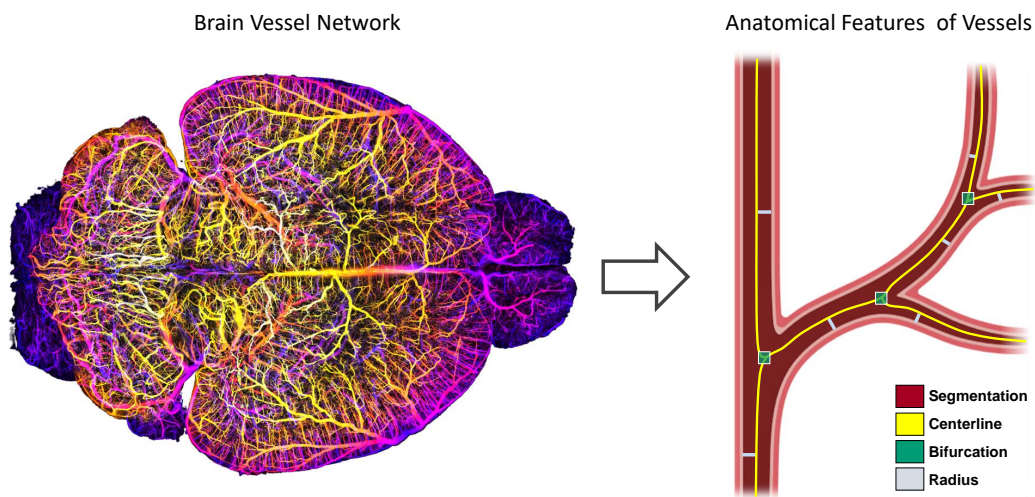 Brain Vessel Network
Anatomical Features of Vessels
Segmentation
Centerline
Bifurcation
Radius